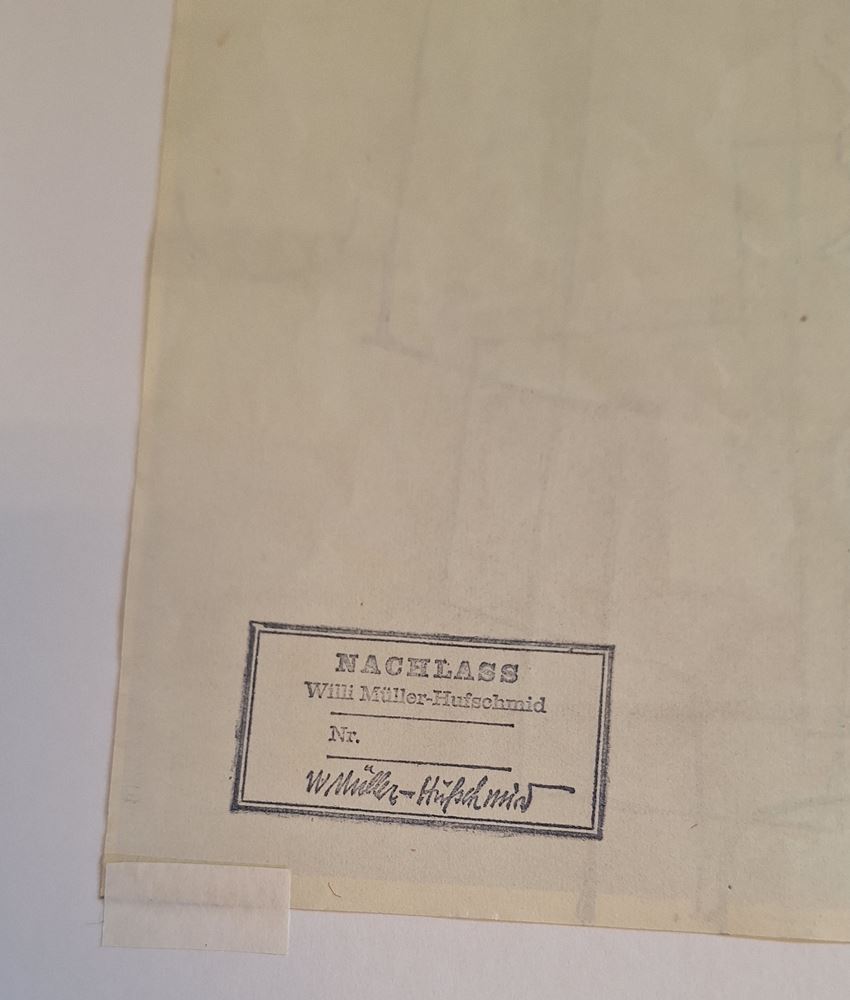 NACHLASS
Willi Müller-Hufschmid
Nr.
W Müller-Hufschmid